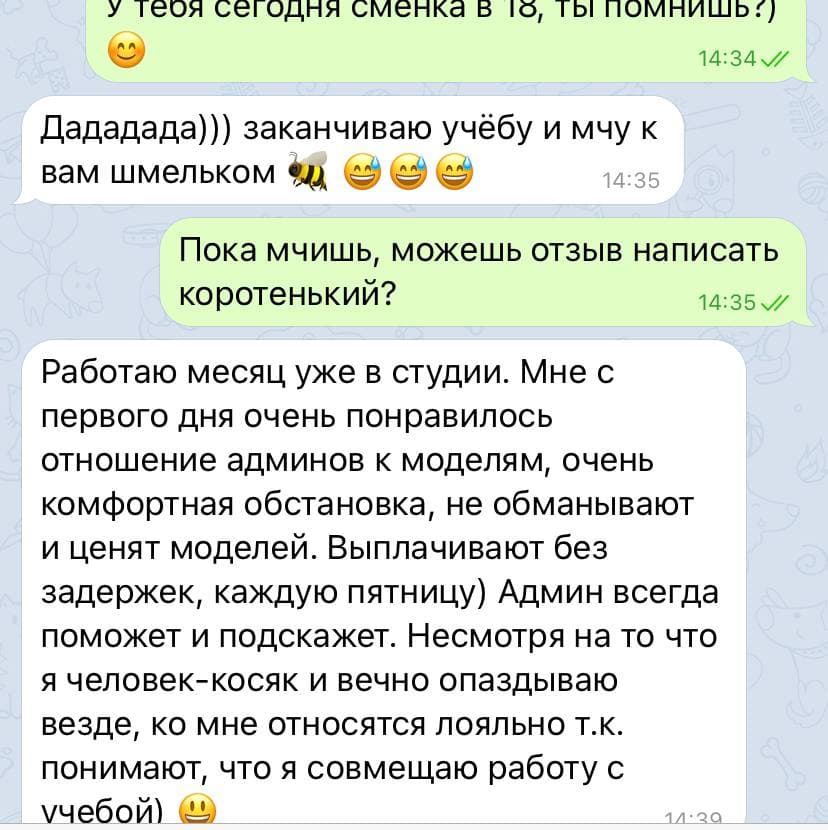 У тебя сегодня сменка в 18, ты помнишь?)
😊 14:34
Дадададa))) заканчиваю учёбу и мчу к
вам шмельком 🐝 😅😅😅 14:35
Пока мчишь, можешь отзыв написать
коротенький? 14:35
Работаю месяц уже в студии. Мне с
первого дня очень понравилось
отношение админов к моделям, очень
комфортная обстановка, не обманывают
и ценят моделей. Выплачивают без
задержек, каждую пятницу) Админ всегда
поможет и подскажет. Несмотря на то что
я человек-косяк и вечно опаздываю
везде, ко мне относятся лояльно т.к.
понимают, что я совмещаю работу с
учебой) 😃 14:39